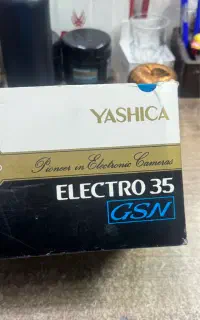 YASHICA
Pioneer in Electronic Cameras
ELECTRO 35
GSN